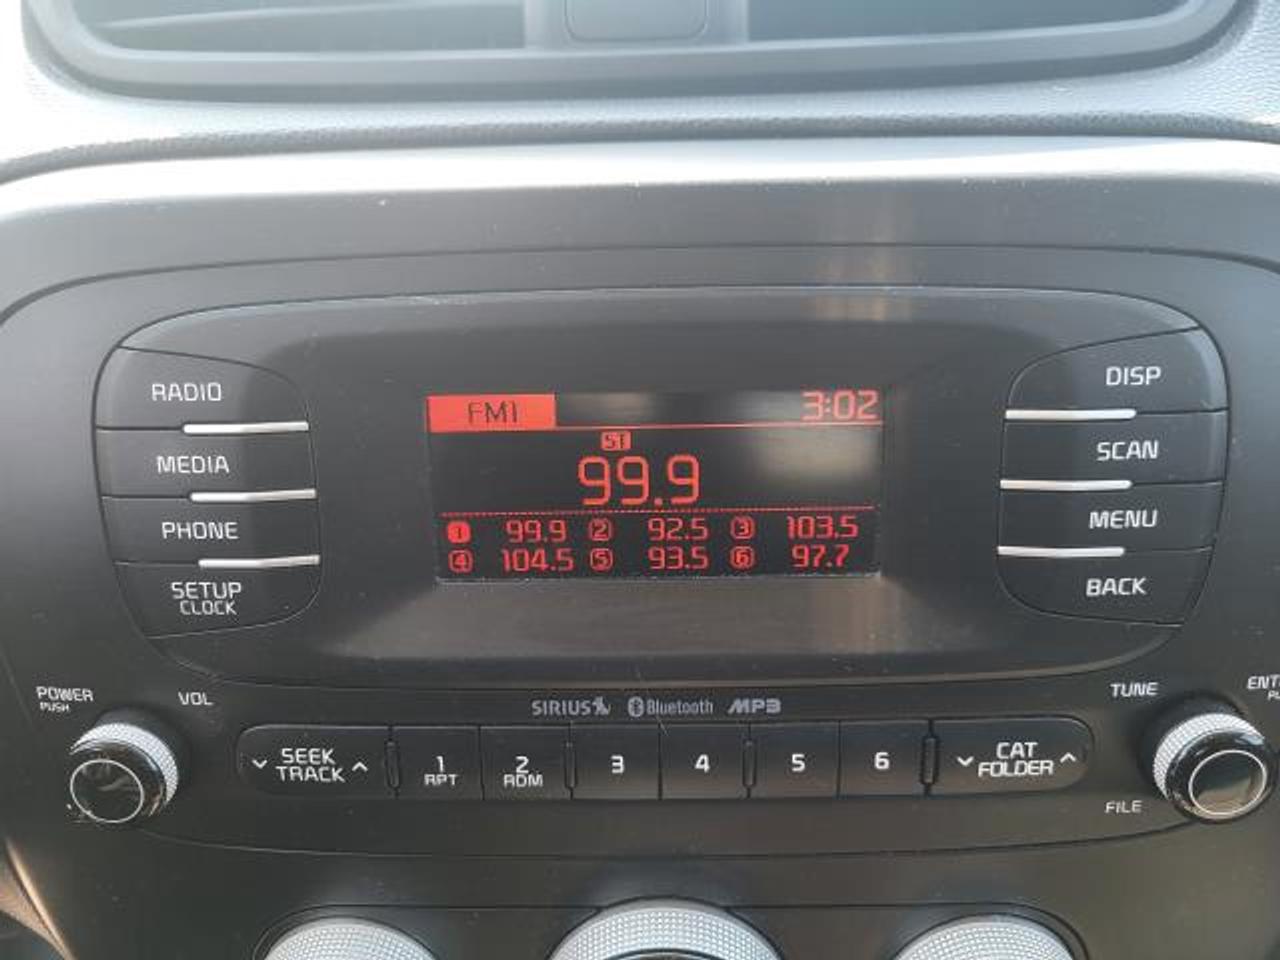 RADIO
MEDIA
PHONE
SETUP
CLOCK
FM1 3:02
ST
99.9
1 99.9 2 92.5 3 103.5
4 104.5 5 93.5 6 97.7
DISP
SCAN
MENU
BACK
POWER
PUSH
VOL
SIRIUS Bluetooth MP3
TUNE
SEEK
TRACK
1
RPT
2
RDM
3
4
5
6
CAT
FOLDER
FILE